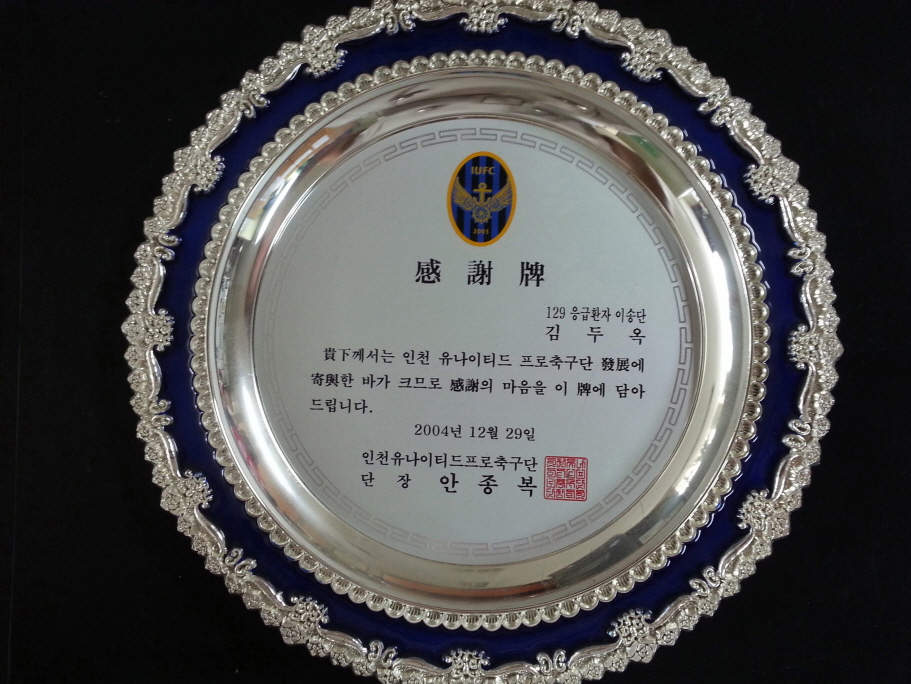 IUFC
2003
感謝牌
129 응급환자 이송단
김두옥
貴下께서는 인천 유나이티드 프로축구단 發展에
寄與한 바가 크므로 感謝의 마음을 이 牌에 담아
드립니다.
2004년 12월 29일
인천유나이티드프로축구단
단장 안종복